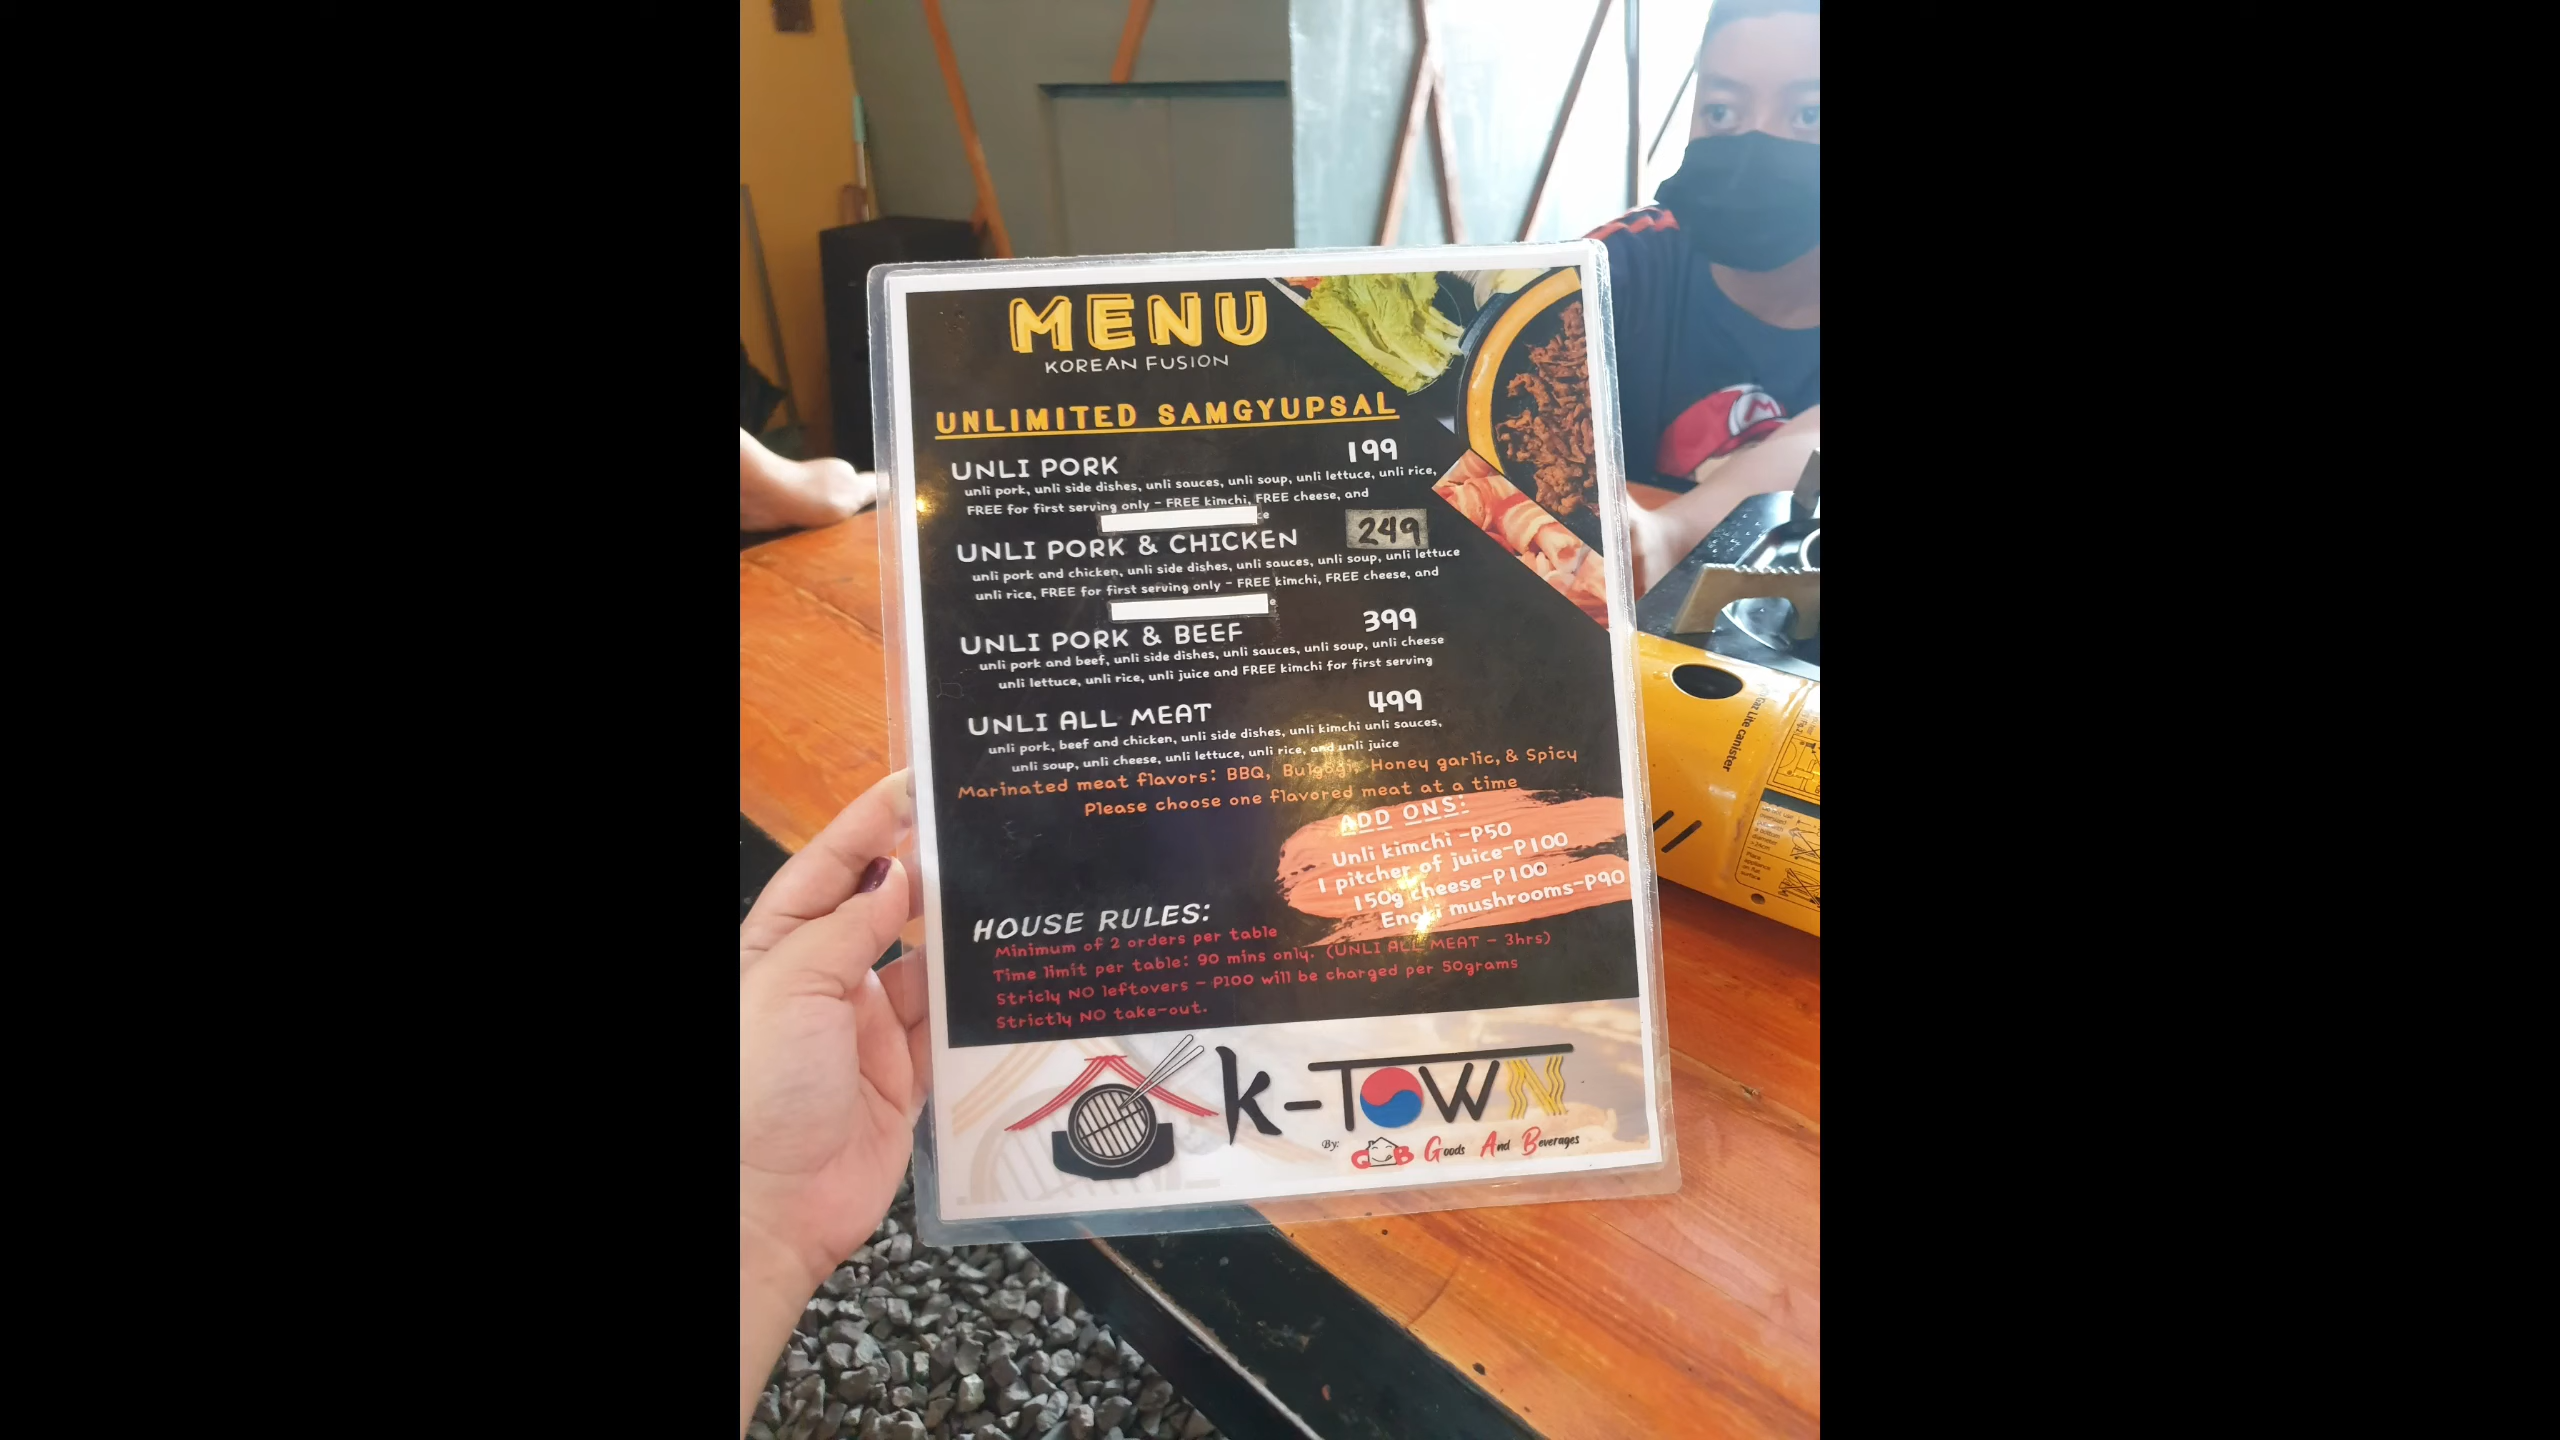 MENU
KOREAN FUSION
UNLIMITED SAMGYUPSAL
UNLI PORK 199
unli pork, unli side dishes, unli sauces, unli soup, unli lettuce, unli rice,
FREE for first serving only - FREE kimchi, FREE cheese, and
UNLI PORK & CHICKEN 249
unli pork and chicken, unli side dishes, unli sauces, unli soup, unli lettuce
unli rice, FREE for first serving only - FREE kimchi, FREE cheese, and
UNLI PORK & BEEF 399
unli pork and beef, unli side dishes, unli sauces, unli soup, unli cheese
unli lettuce, unli rice, unli juice and FREE kimchi for first serving
UNLI ALL MEAT 499
unli pork, beef and chicken, unli side dishes, unli kimchi unli sauces,
unli soup, unli cheese, unli lettuce, unli rice, and unli juice
Marinated meat flavors: BBQ, Bulgogi, Honey garlic, & Spicy
Please choose one flavored meat at a time
ADD ONS:
Unli kimchi -P50
1 pitcher of juice-P100
150g cheese-P100
Enoki mushrooms-P90
HOUSE RULES:
Minimum of 2 orders per table
Time limit per table: 90 mins only. (UNLI ALL MEAT - 3hrs)
Stricly NO leftovers - P100 will be charged per 50grams
Strictly NO take-out.
K-TOWN
By: GAB Goods And Beverages
Gaz Lite canister
M